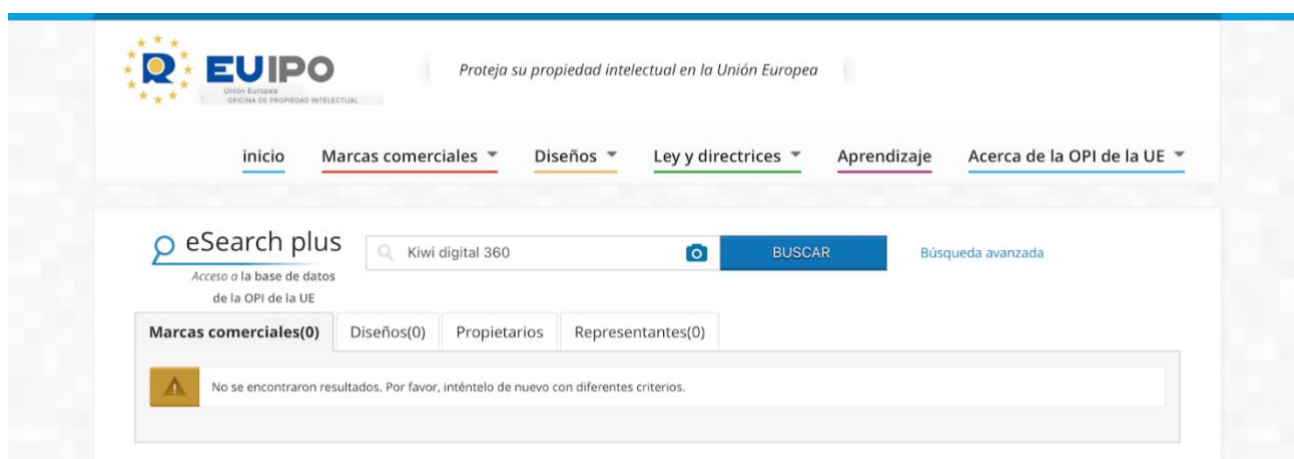 EUIPO
Unión Europea
OFICINA DE PROPIEDAD INTELECTUAL
Proteja su propiedad intelectual en la Unión Europea
inicio Marcas comerciales Diseños Ley y directrices Aprendizaje Acerca de la OPI de la UE
eSearch plus
Acceso a la base de datos
de la OPI de la UE
Kiwi digital 360 BUSCAR Búsqueda avanzada
Marcas comerciales(0) Diseños(0) Propietarios Representantes(0)
No se encontraron resultados. Por favor, inténtelo de nuevo con diferentes criterios.